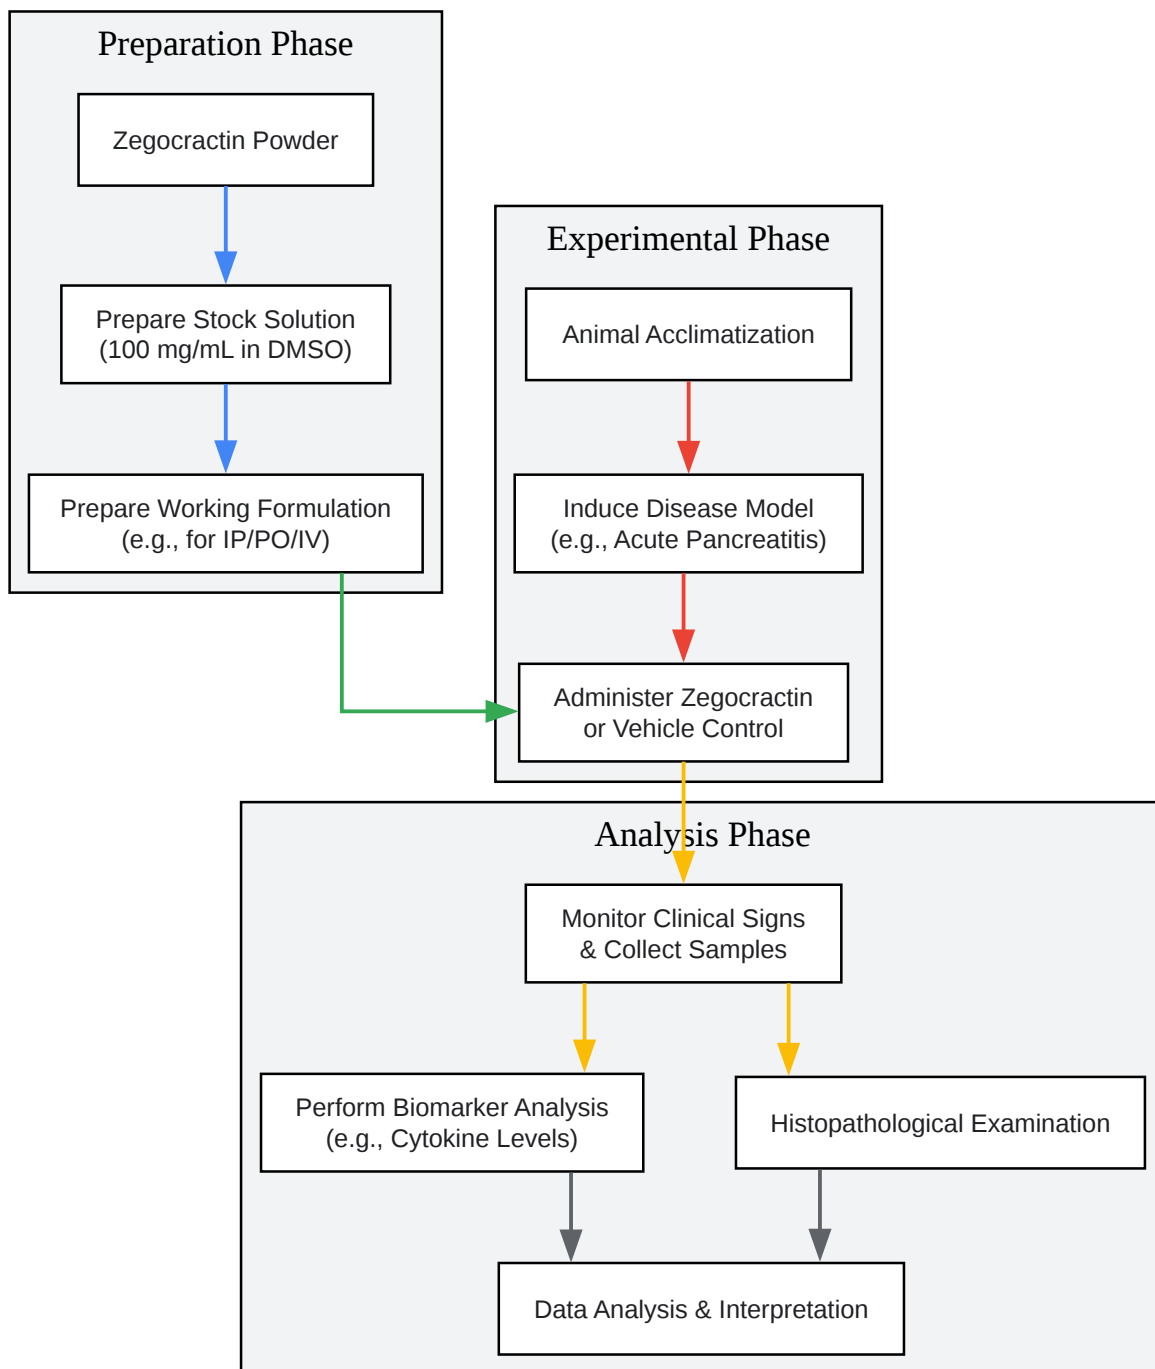 Preparation Phase
Zegocractin Powder
Prepare Stock Solution
(100 mg/mL in DMSO)
Prepare Working Formulation
(e.g., for IP/PO/IV)
Experimental Phase
Animal Acclimatization
Induce Disease Model
(e.g., Acute Pancreatitis)
Administer Zegocractin
or Vehicle Control
Analysis Phase
Monitor Clinical Signs
& Collect Samples
Perform Biomarker Analysis
(e.g., Cytokine Levels)
Histopathological Examination
Data Analysis & Interpretation